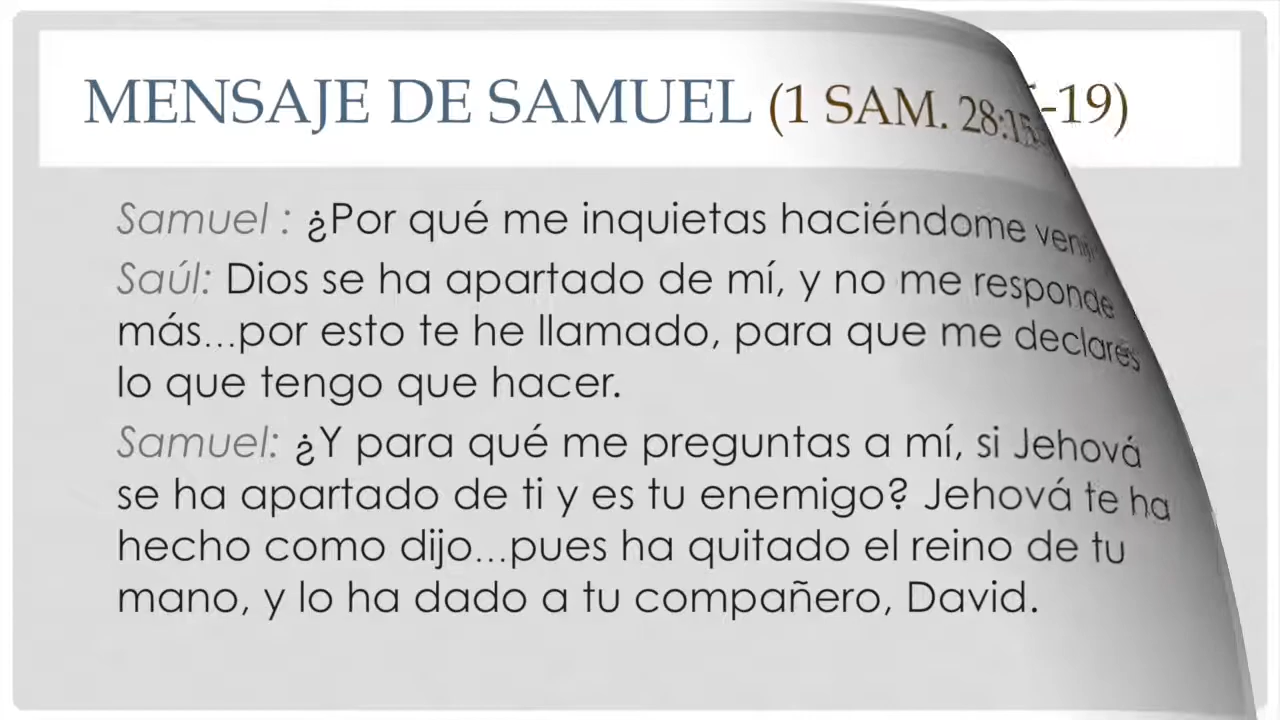 MENSAJE DE SAMUEL (1 SAM. 28:15-19)
Samuel : ¿Por qué me inquietas haciéndome
Saúl: Dios se ha apartado de mí, y no me responde
más...por esto te he llamado, para que me declares
lo que tengo que hacer.
Samuel: ¿Y para qué me preguntas a mí, si Jehová
se ha apartado de ti y es tu enemigo? Jehová te ha
hecho como dijo...pues ha quitado el reino de tu
mano, y lo ha dado a tu compañero, David.